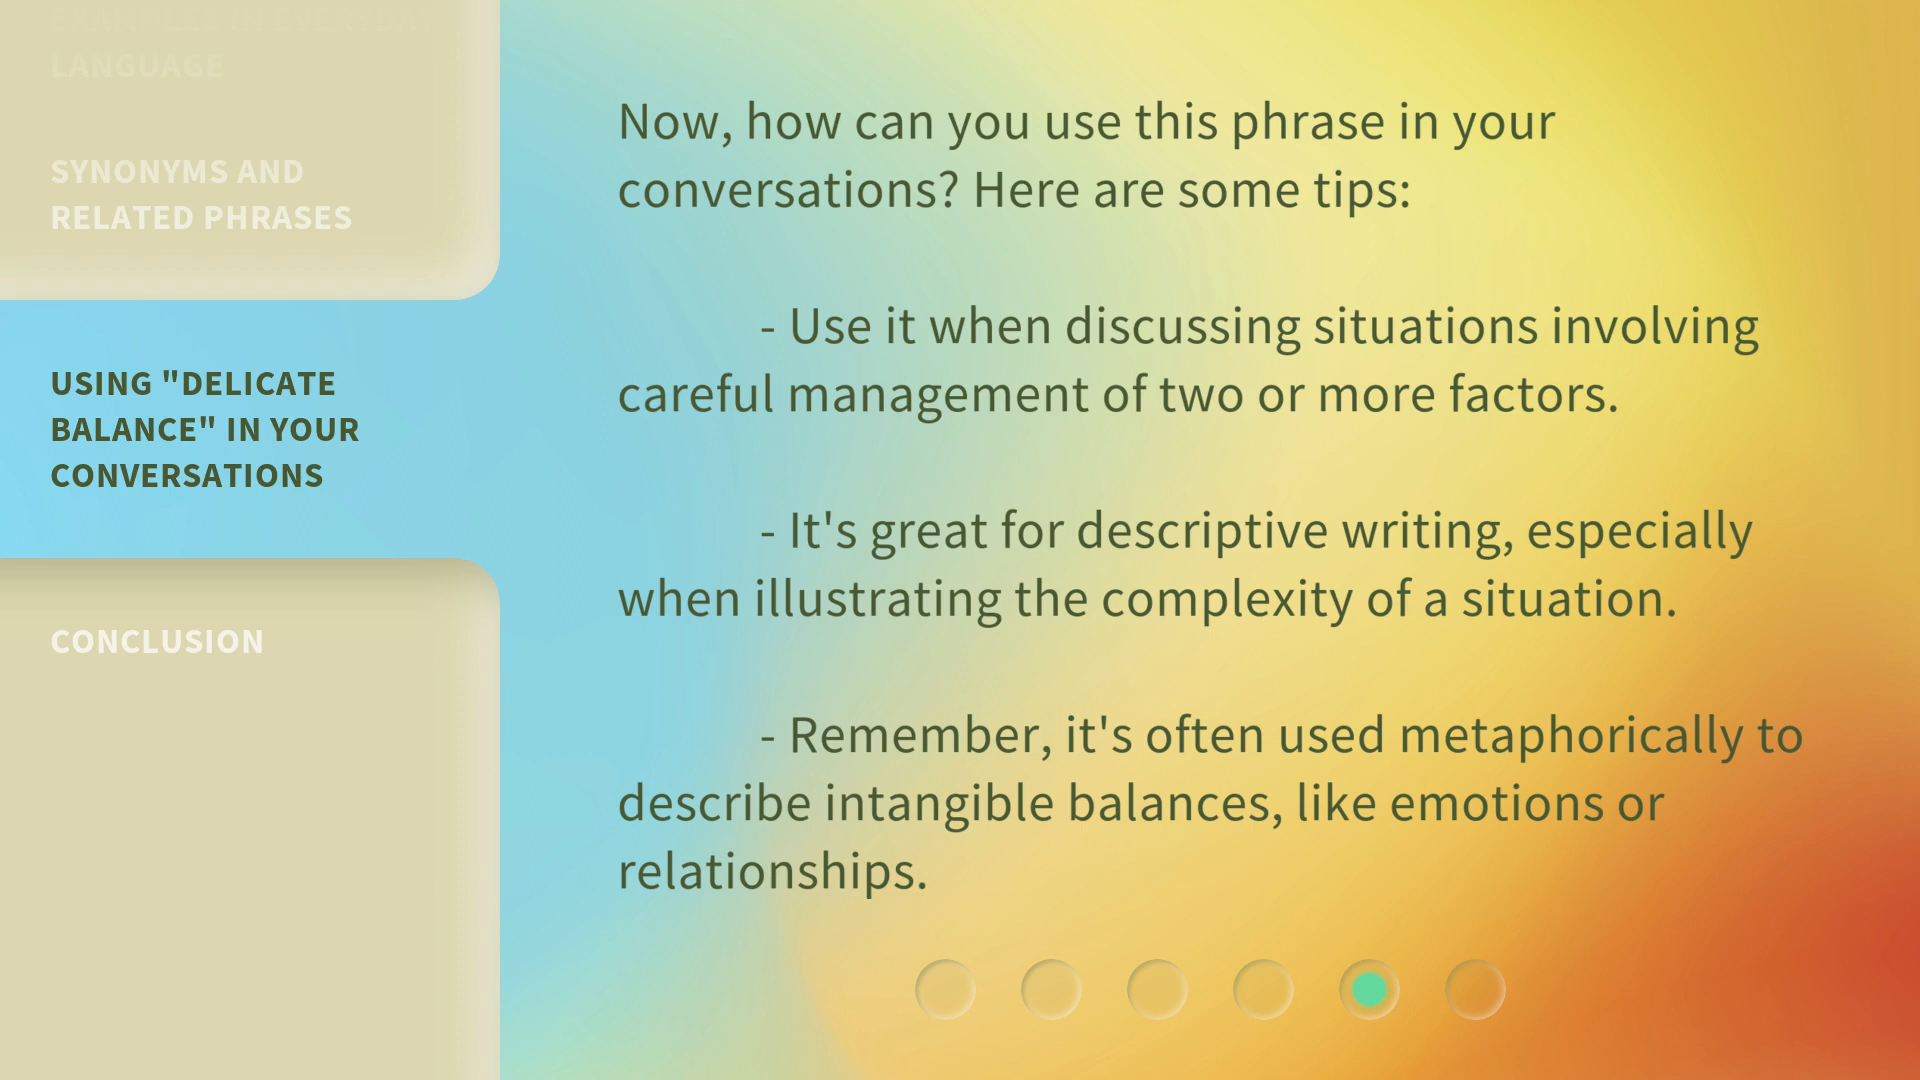 EXAMPLES IN EVERYDAY
LANGUAGE
SYNONYMS AND
RELATED PHRASES
USING "DELICATE
BALANCE" IN YOUR
CONVERSATIONS
CONCLUSION
Now, how can you use this phrase in your
conversations? Here are some tips:
- Use it when discussing situations involving
careful management of two or more factors.
- It's great for descriptive writing, especially
when illustrating the complexity of a situation.
- Remember, it's often used metaphorically to
describe intangible balances, like emotions or
relationships.